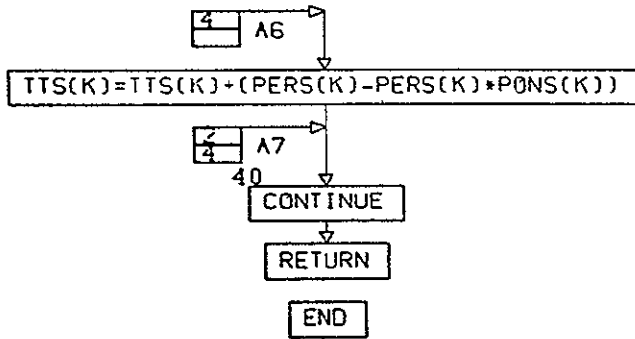 4
A6
TTS(K)=TTS(K)+(PERS(K)-PERS(K)*PONS(K))
4
A7
40
CONTINUE
RETURN
END